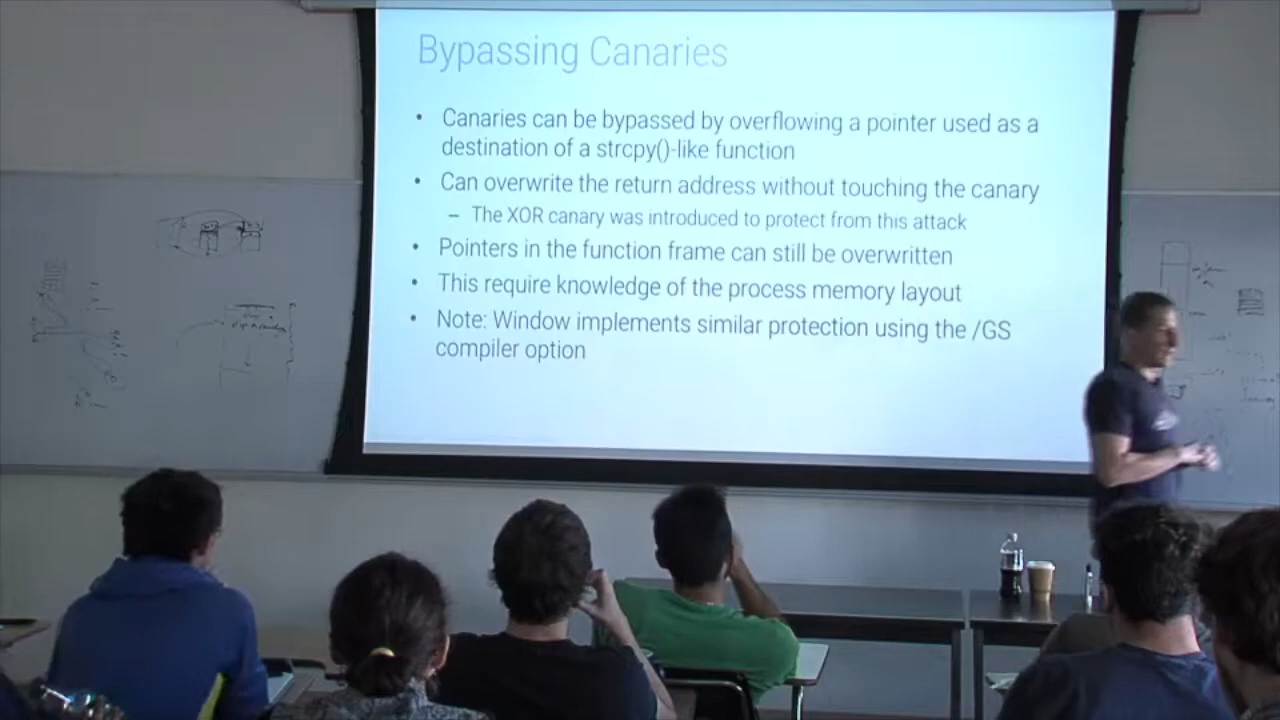 Bypassing Canaries
• Canaries can be bypassed by overflowing a pointer used as a
destination of a strcpy()-like function
• Can overwrite the return address without touching the canary
– The XOR canary was introduced to protect from this attack
• Pointers in the function frame can still be overwritten
• This require knowledge of the process memory layout
• Note: Window implements similar protection using the /GS
compiler option